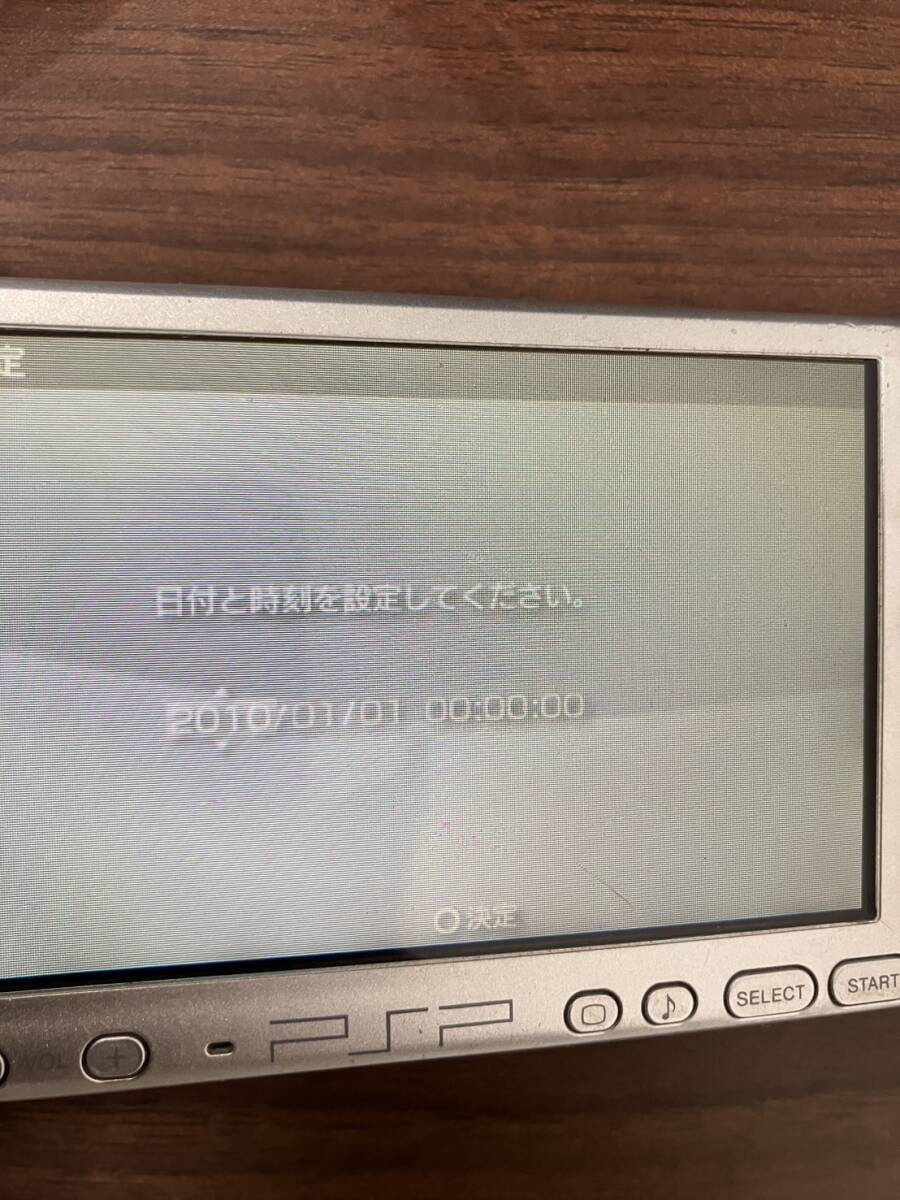 定
日付と時刻を設定してください。
2010/01/01 00:00:00
○決定
VOL + PSP SELECT START